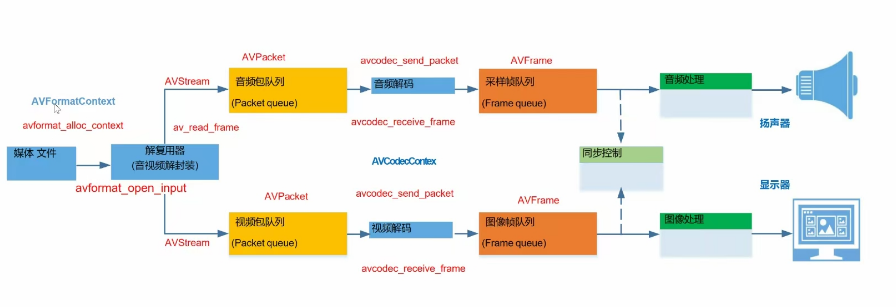 AVPacket
avcodec_send_packet
AVFrame
AVStream
音频包队列
(Packet queue)
音频解码
采样帧队列
(Frame queue)
音频处理
AVFormatContext
avformat_alloc_context
av_read_frame
avcodec_receive_frame
扬声器
媒体 文件
解复用器
(音视频解封装)
同步控制
avformat_open_input
AVCodecContex
AVPacket
avcodec_send_packet
AVFrame
显示器
视频包队列
(Packet queue)
视频解码
图像帧队列
(Frame queue)
图像处理
AVStream
avcodec_receive_frame